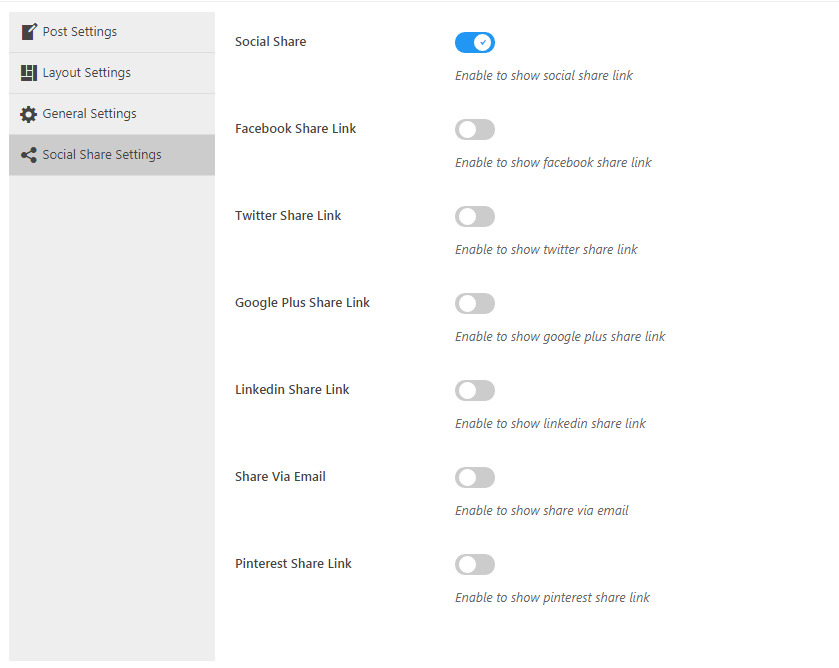 Post Settings
Layout Settings
General Settings
Social Share Settings
Social Share
Enable to show social share link
Facebook Share Link
Enable to show facebook share link
Twitter Share Link
Enable to show twitter share link
Google Plus Share Link
Enable to show google plus share link
Linkedin Share Link
Enable to show linkedin share link
Share Via Email
Enable to show share via email
Pinterest Share Link
Enable to show pinterest share link